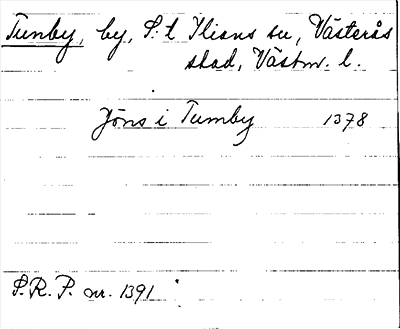 Tumby, by, S:t Ilians sn, Västerås
stad, Västm. l.
Jöns i Tumby 1378
S.R.P. nr. 1391